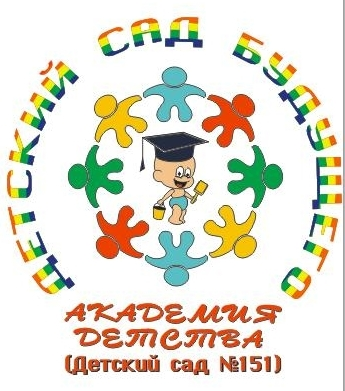 ДЕТСКИЙ САД БУДУЩЕГО
АКАДЕМИЯ
ДЕТСТВА
(Детский сад №151)